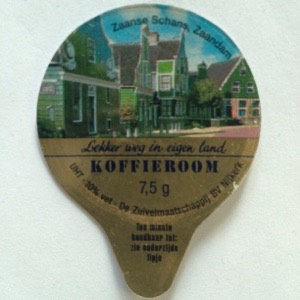 Zaanse Schans, Zaandam
Lekker weg in eigen land
KOFFIEROOM
7,5 g
UHT - 10% vet - De Zuivelmaatschappij BV Nijkerk
Ten minste
houdbaar tot:
zie onderzijde
lipje